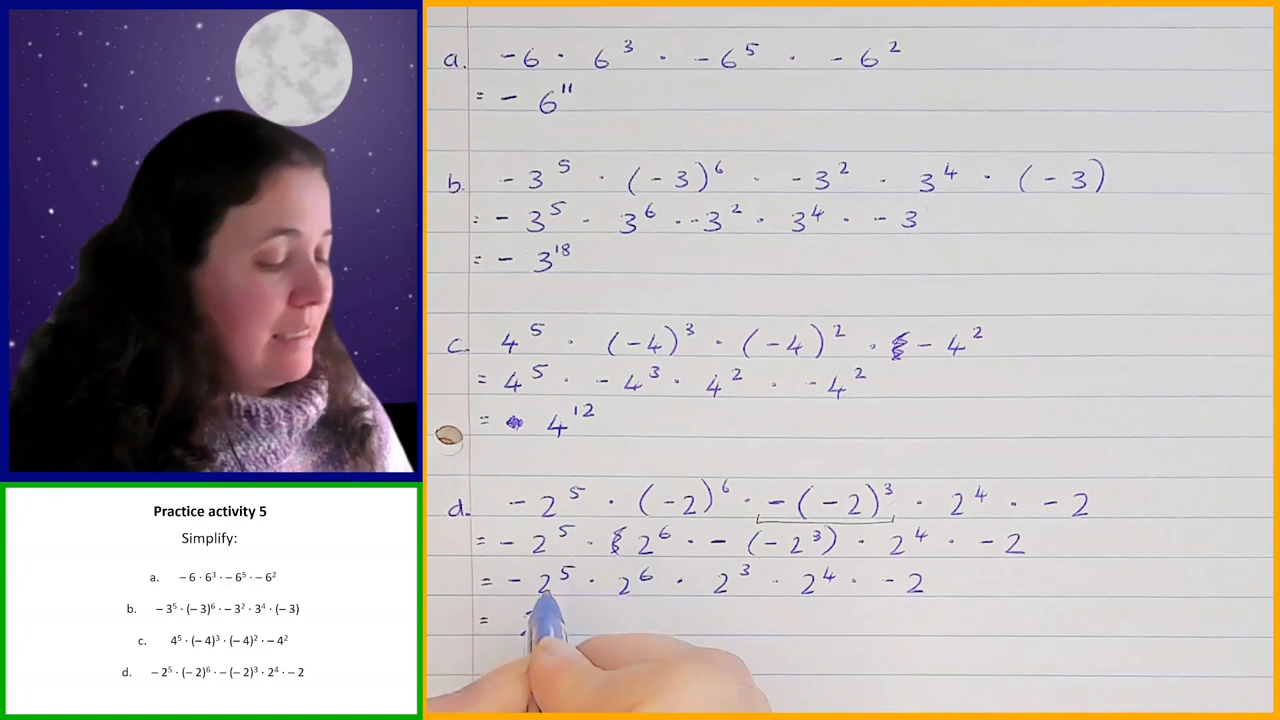 a. -6 · 6³ · -6⁵ · -6²
= - 6¹¹
b. -3⁵ · (-3)⁶ · -3² · 3⁴ · (-3)
= -3⁵ · 3⁶ · -3² · 3⁴ · -3
= - 3¹⁸
c. 4⁵ · (-4)³ · (-4)² · -4²
= 4⁵ · -4³ · 4² · -4²
= 4¹²
d. -2⁵ · (-2)⁶ · -(-2)³ · 2⁴ · -2
= -2⁵ · 2⁶ · -(-2³) · 2⁴ · -2
= -2⁵ · 2⁶ · 2³ · 2⁴ · -2
=
Practice activity 5
Simplify:
a. −6 · 6³ · −6⁵ · −6²
b. −3⁵ · (−3)⁶ · −3² · 3⁴ · (−3)
c. 4⁵ · (−4)³ · (−4)² · −4²
d. −2⁵ · (−2)⁶ · −(−2)³ · 2⁴ · −2